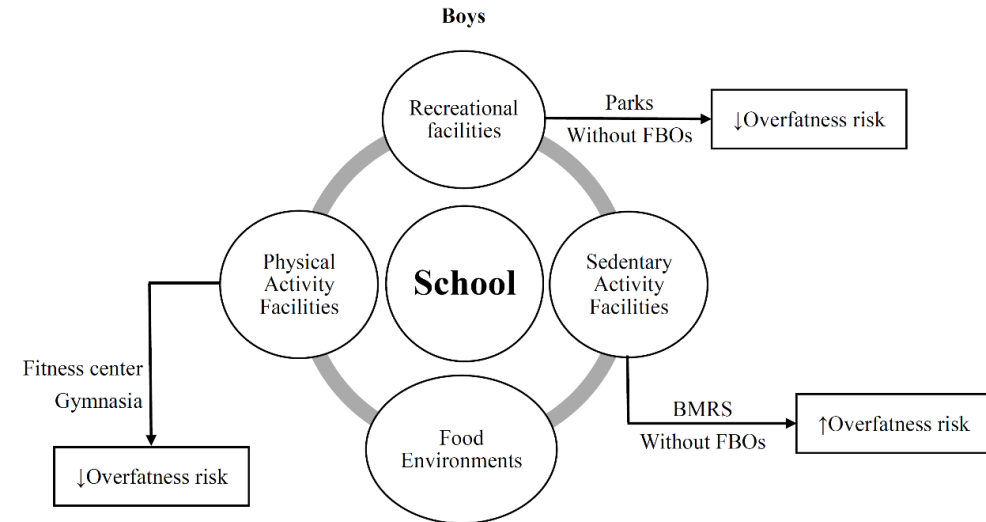 Boys
Recreational
facilities
Parks
Without FBOs
↓Overfatness risk
Physical
Activity
Facilities
School
Sedentary
Activity
Facilities
Fitness center
Gymnasia
BMRS
Without FBOs
↑Overfatness risk
Food
Environments
↓Overfatness risk